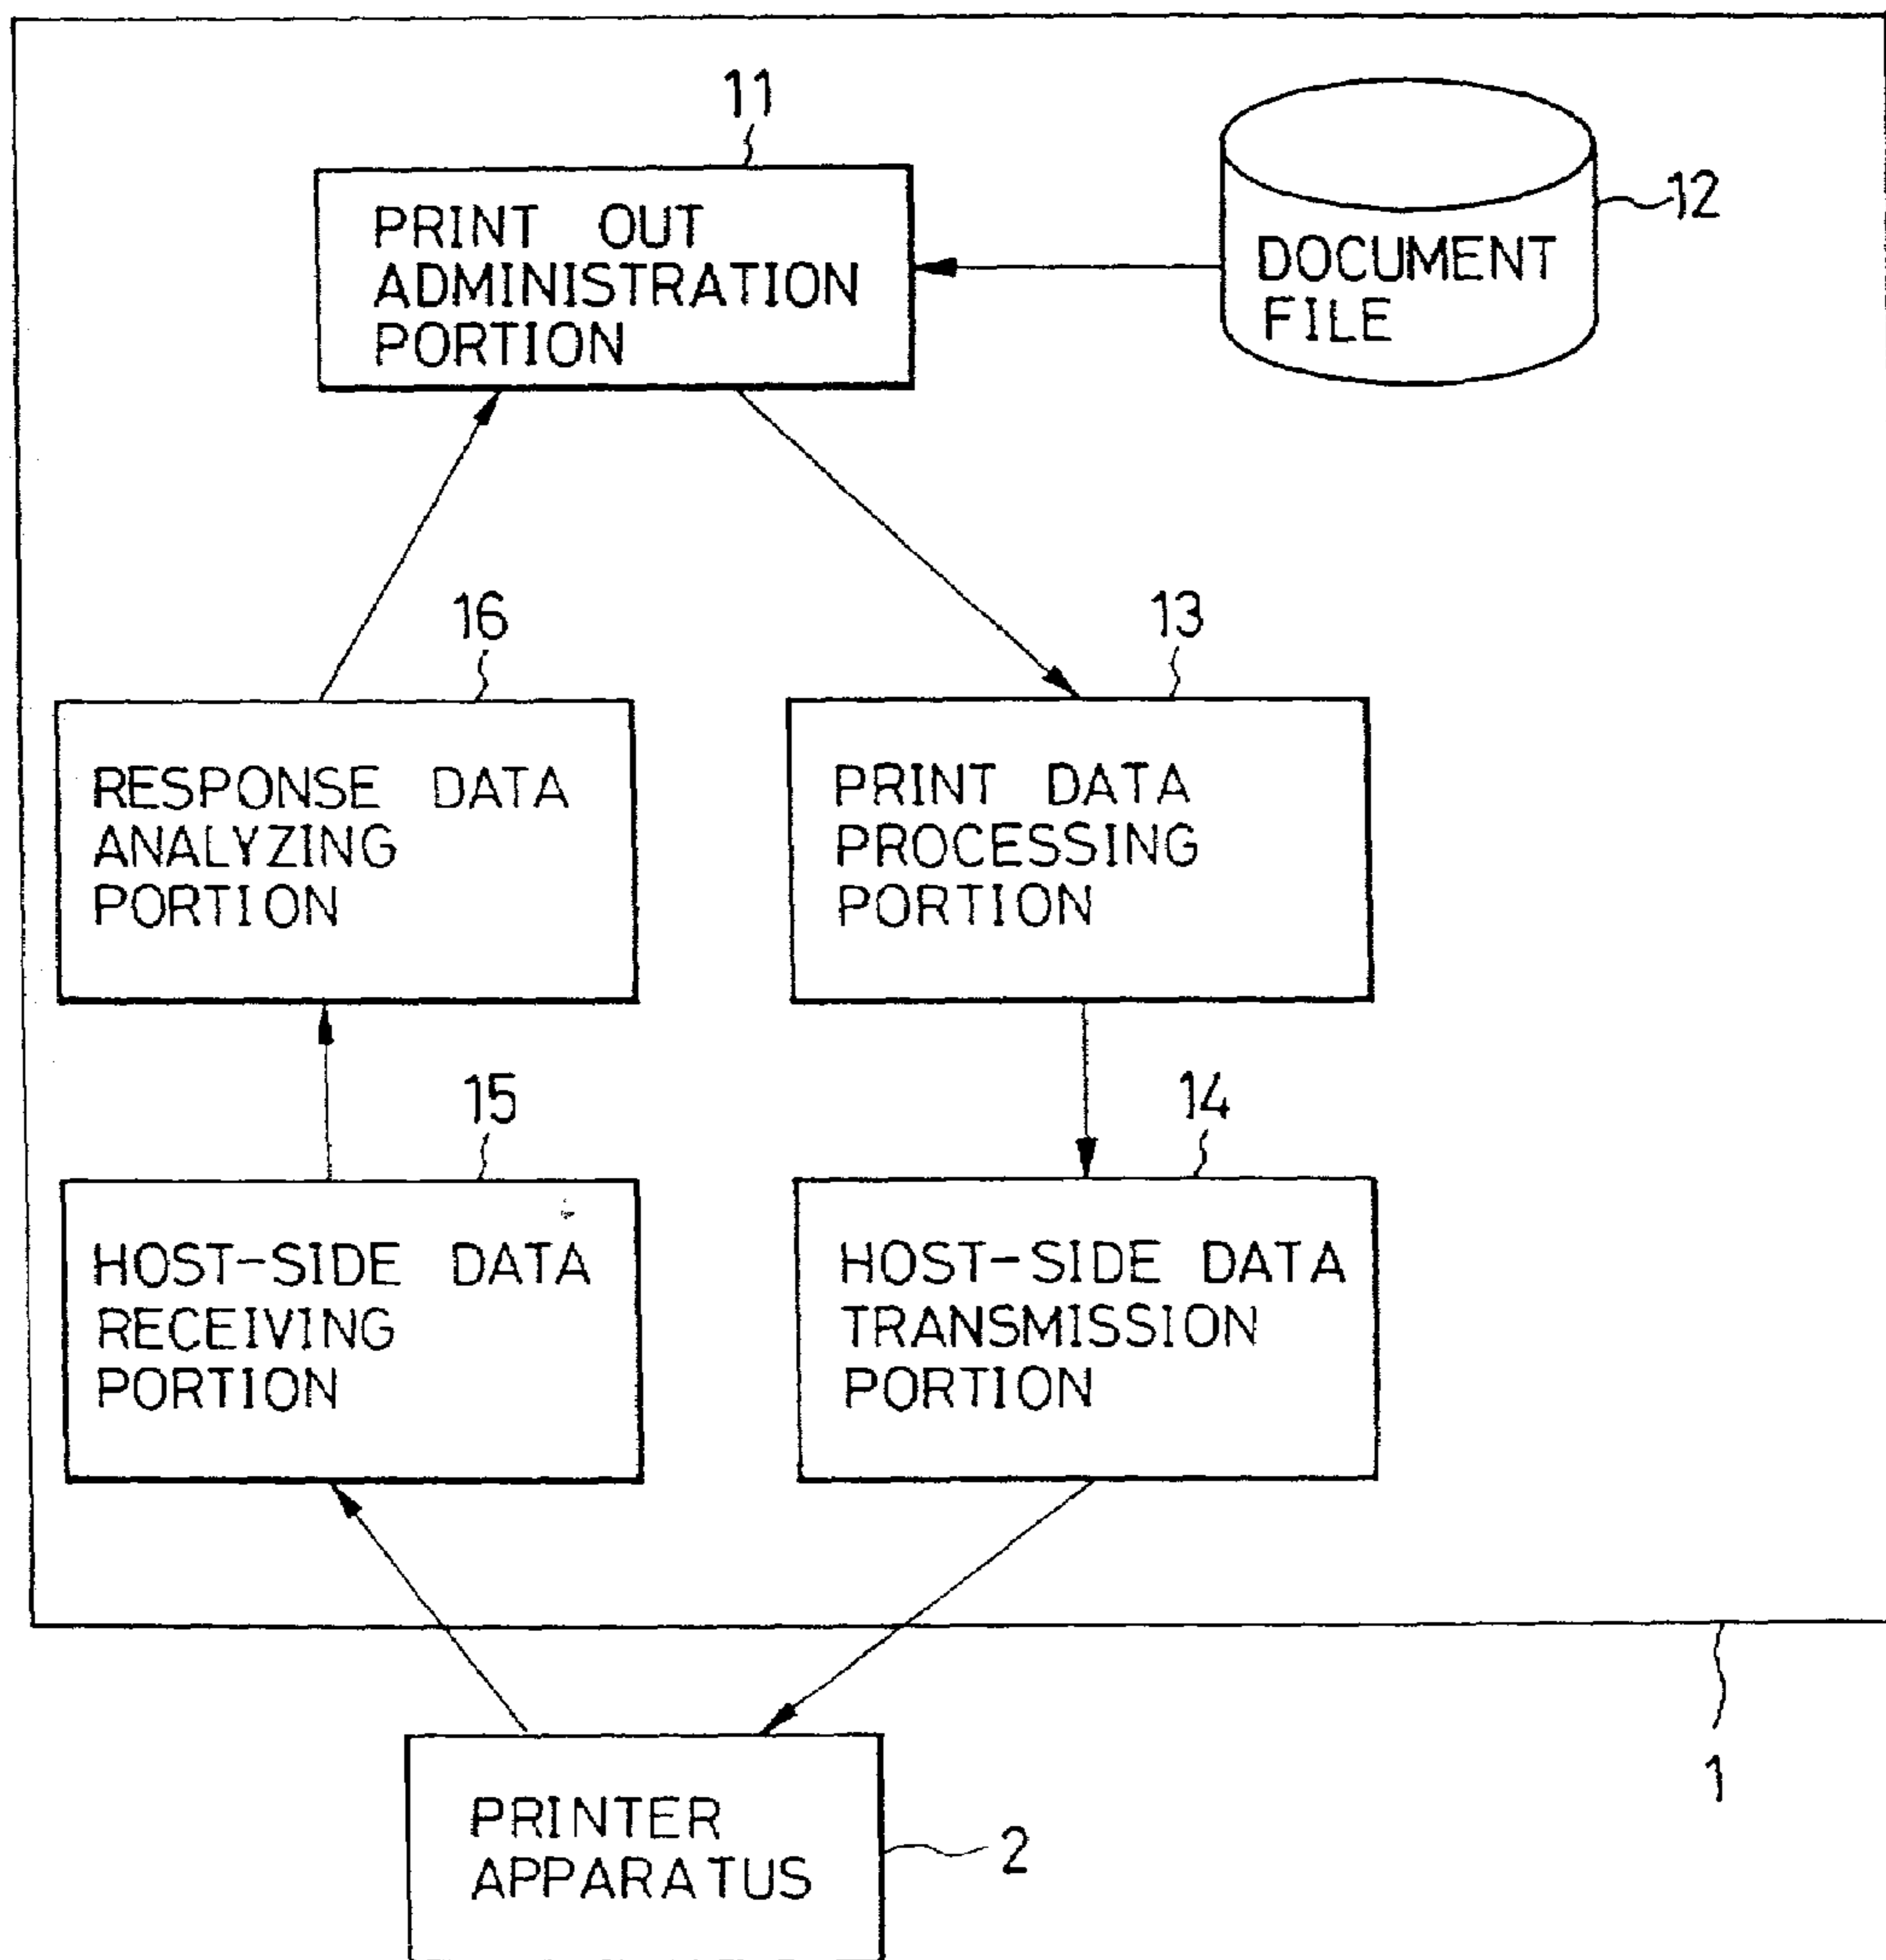 11
PRINT OUT
ADMINISTRATION
PORTION
12
DOCUMENT
FILE
16
RESPONSE DATA
ANALYZING
PORTION
13
PRINT DATA
PROCESSING
PORTION
15
HOST-SIDE DATA
RECEIVING
PORTION
14
HOST-SIDE DATA
TRANSMISSION
PORTION
1
PRINTER
APPARATUS
2